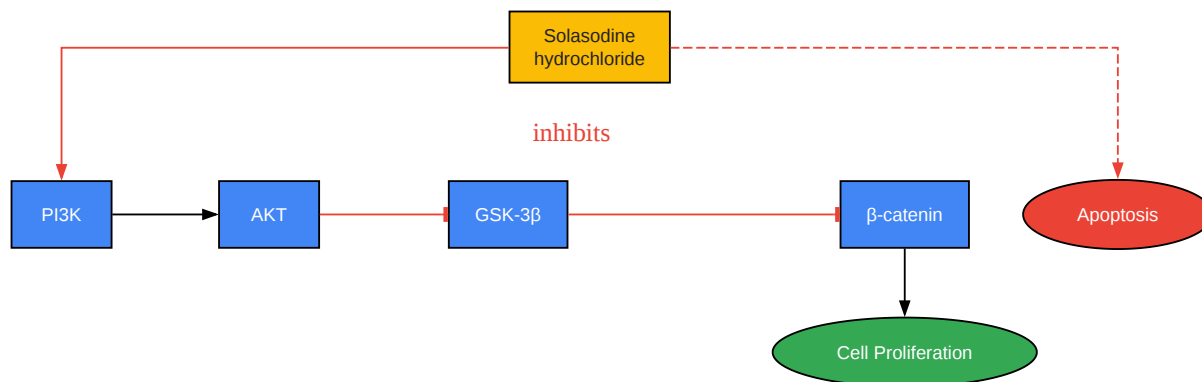 Solasodine
hydrochloride
inhibits
PI3K
AKT
GSK-3β
β-catenin
Apoptosis
Cell Proliferation